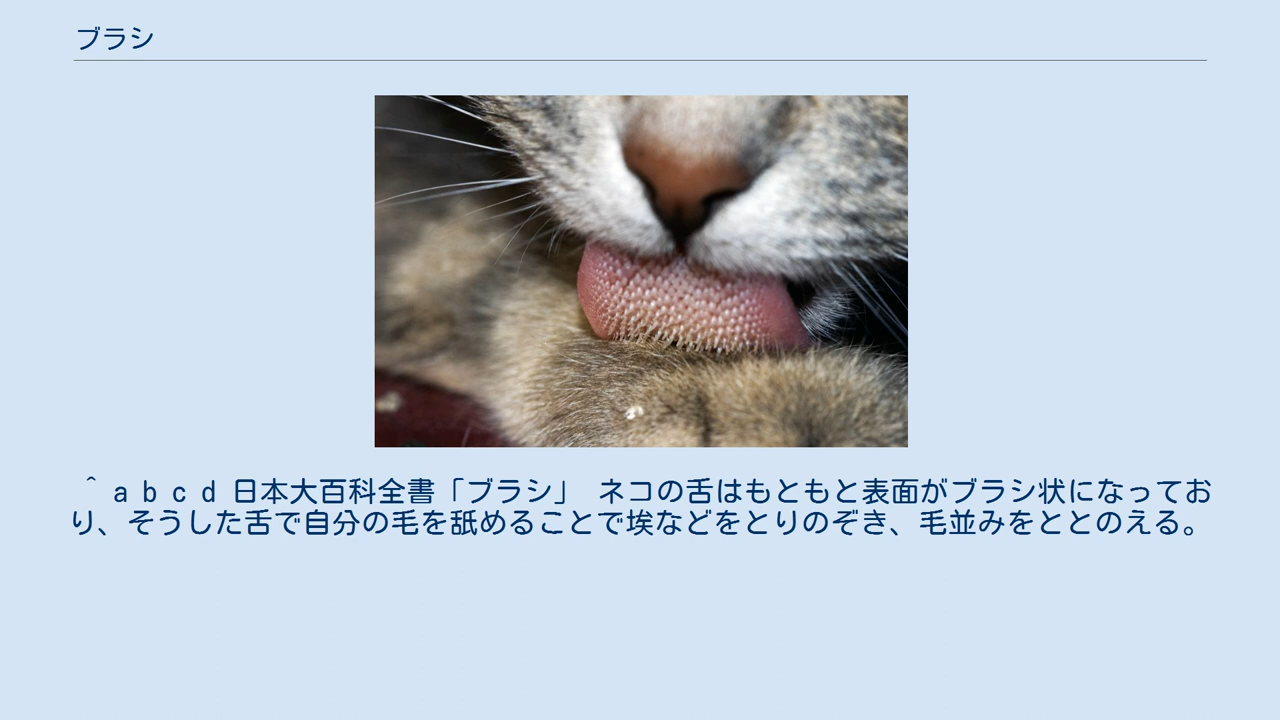 ブラシ
＾ａｂｃｄ 日本大百科全書「ブラシ」 ネコの舌はもともと表面がブラシ状になってお
り、そうした舌で自分の毛を舐めることで埃などをとりのぞき、毛並みをととのえる。